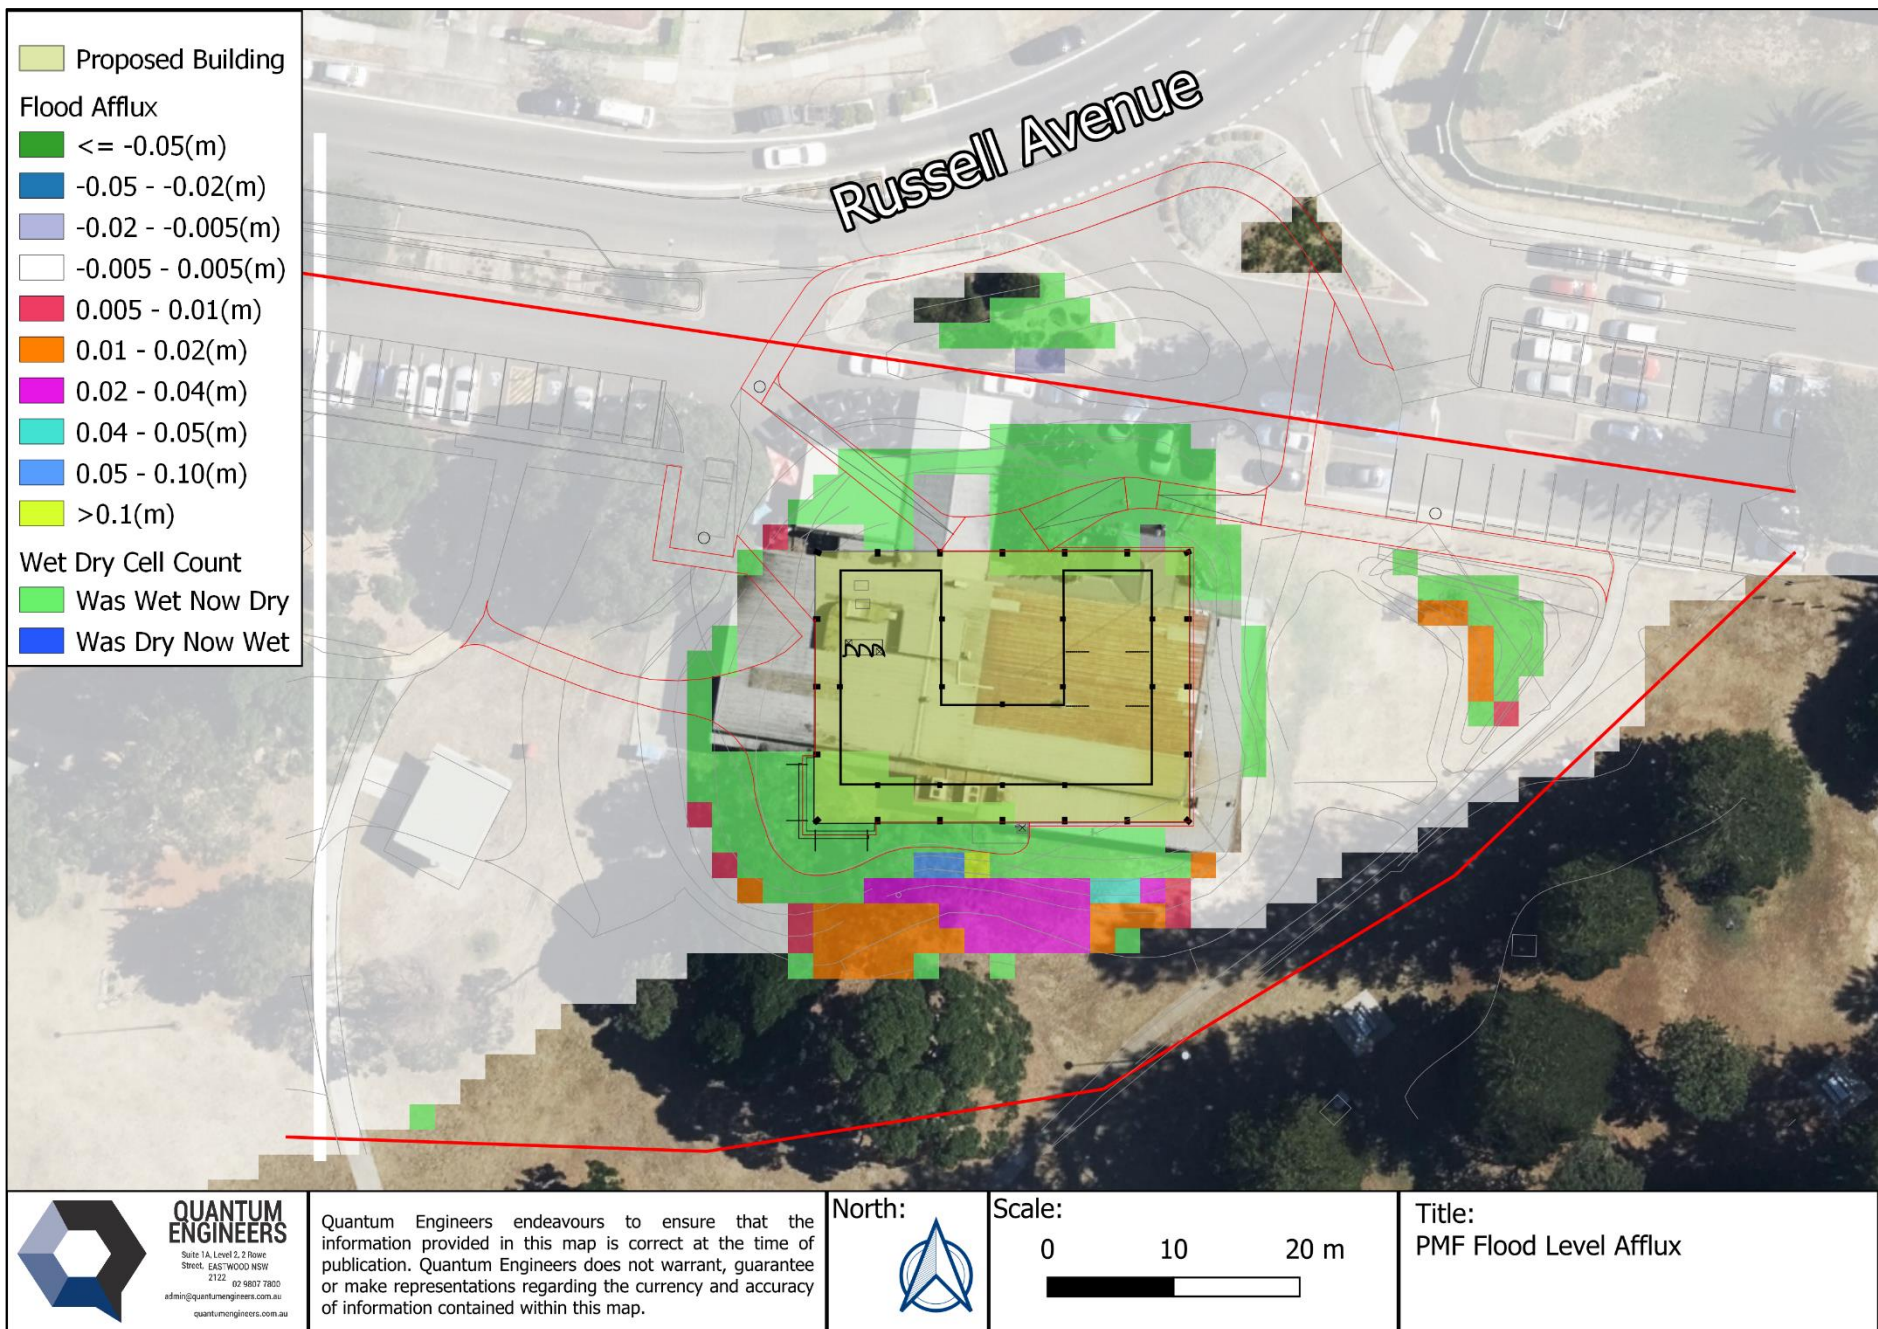 Proposed Building
Flood Afflux
<= -0.05(m)
-0.05 - -0.02(m)
-0.02 - -0.005(m)
-0.005 - 0.005(m)
0.005 - 0.01(m)
0.01 - 0.02(m)
0.02 - 0.04(m)
0.04 - 0.05(m)
0.05 - 0.10(m)
>0.1(m)
Wet Dry Cell Count
Was Wet Now Dry
Was Dry Now Wet
Russell Avenue
QUANTUM
ENGINEERS
Suite 1A, Level 2, 2 Rowe
Street, EASTWOOD NSW
2122
02 9807 7800
admin@quantumengineers.com.au
quantumengineers.com.au
Quantum Engineers endeavours to ensure that the
information provided in this map is correct at the time of
publication. Quantum Engineers does not warrant, guarantee
or make representations regarding the currency and accuracy
of information contained within this map.
North:
Scale:
0 10 20 m
Title:
PMF Flood Level Afflux